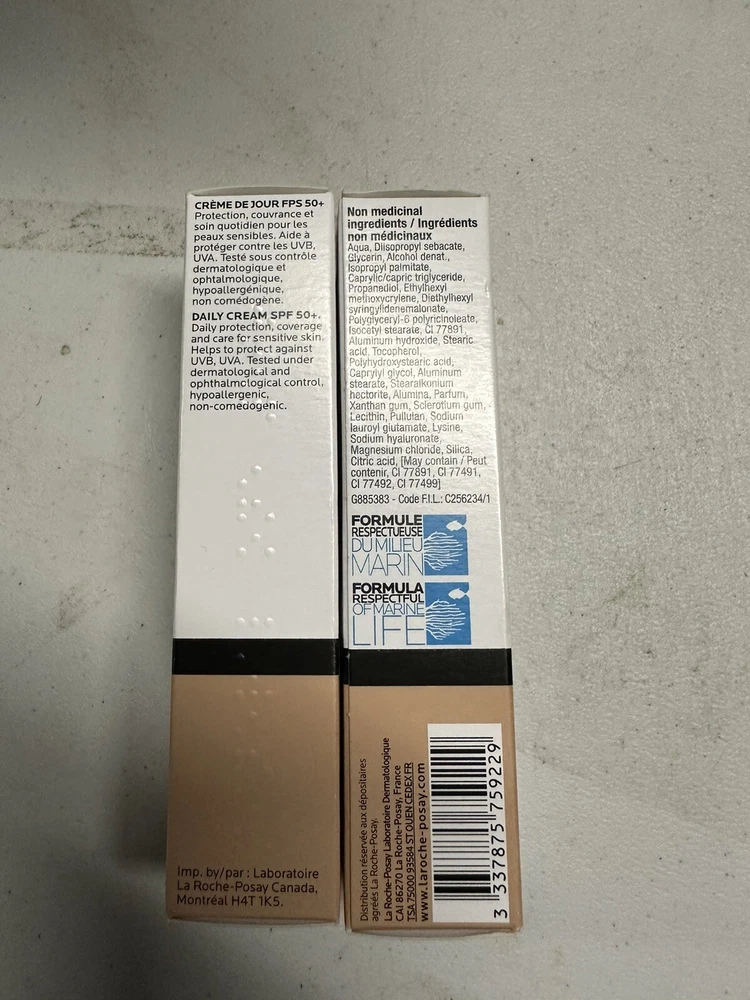 CRÈME DE JOUR FPS 50+
Protection, couvrance et
soin quotidien pour les
peaux sensibles. Aide à
protéger contre les UVB,
UVA. Testé sous contrôle
dermatologique et
ophtalmologique,
hypoallergénique,
non comédogène.
DAILY CREAM SPF 50+.
Daily protection, coverage
and care for sensitive skin.
Helps to protect against
UVB, UVA. Tested under
dermatological and
ophthalmological control,
hypoallergenic,
non-comedogenic.
Imp. by/par : Laboratoire
La Roche-Posay Canada,
Montréal H4T 1K5.
Non medicinal
ingredients / Ingrédients
non médicinaux
Aqua, Diisopropyl sebacate,
Glycerin, Alcohol denat.,
Isopropyl palmitate,
Caprylic/capric triglyceride,
Propanediol, Ethylhexyl
methoxycrylene, Diethylhexyl
syringylidenemalonate,
Polyglyceryl-6 polyricinoleate,
Isocetyl stearate, CI 77891,
Aluminum hydroxide, Stearic
acid, Tocopherol,
Polyhydroxystearic acid,
Caprylyl glycol, Aluminum
stearate, Stearalkonium
hectorite, Alumina, Parfum,
Xanthan gum, Sclerotium gum,
Lecithin, Pullulan, Sodium
lauroyl glutamate, Lysine,
Sodium hyaluronate,
Magnesium chloride, Silica,
Citric acid, [May contain / Peut
contenir, CI 77891, CI 77491,
CI 77492, CI 77499]
G885383 - Code F.I.L.: C256234/1
FORMULE
RESPECTUEUSE
DU MILIEU
MARIN
FORMULA
RESPECTFUL
OF MARINE
LIFE
Distribution réservée aux dépositaires
agréés La Roche-Posay.
La Roche-Posay Laboratoire Dermatologique
CAI 86270 La Roche-Posay, France
TSA 75000 93584 ST OUEN CEDEX FR
www.laroche-posay.com
3 337875 759229